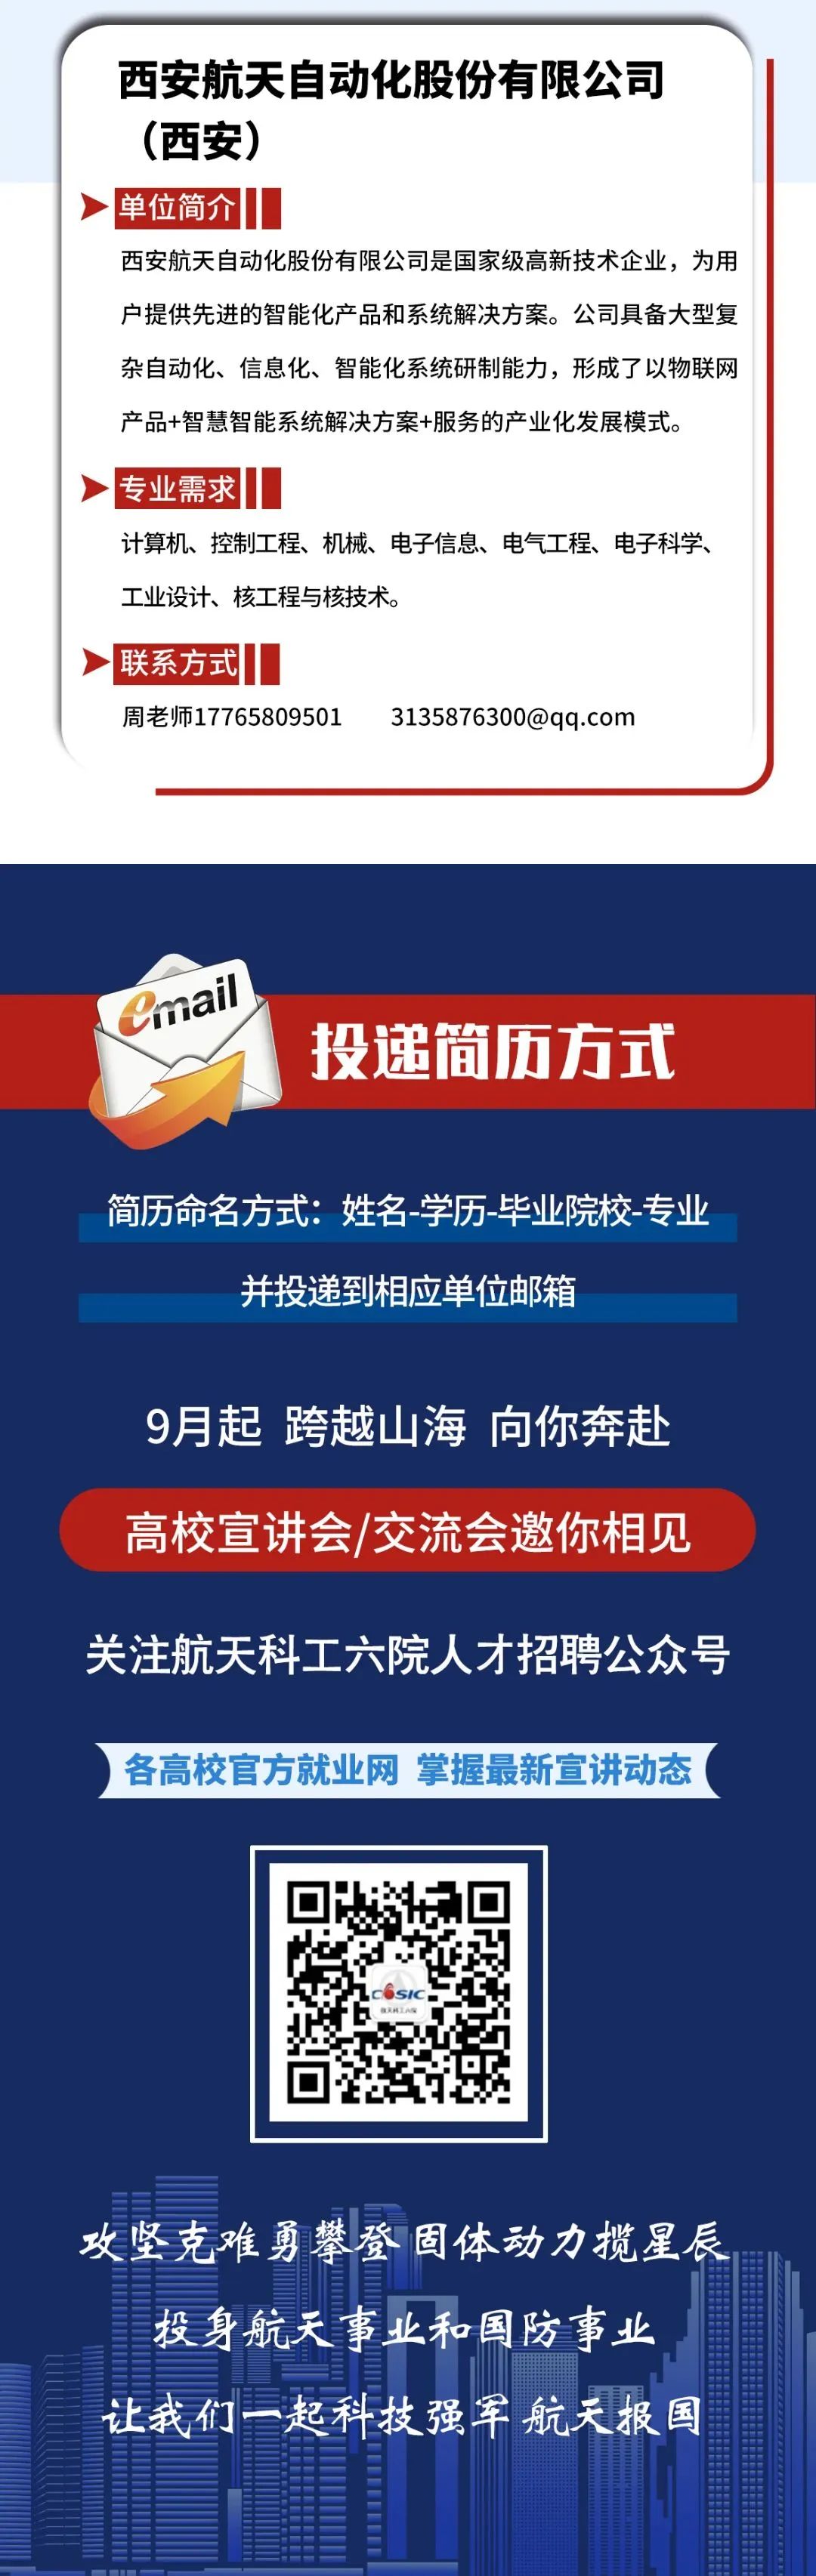 西安航天自动化股份有限公司
（西安）
单位简介
西安航天自动化股份有限公司是国家级高新技术企业，为用
户提供先进的智能化产品和系统解决方案。公司具备大型复
杂自动化、信息化、智能化系统研制能力，形成了以物联网
产品+智慧智能系统解决方案+服务的产业化发展模式。
专业需求
计算机、控制工程、机械、电子信息、电气工程、电子科学、
工业设计、核工程与核技术。
联系方式
周老师17765809501 3135876300@qq.com
email
投递简历方式
简历命名方式：姓名-学历-毕业院校-专业
并投递到相应单位邮箱
9月起 跨越山海 向你奔赴
高校宣讲会/交流会邀你相见
关注航天科工六院人才招聘公众号
各高校官方就业网 掌握最新宣讲动态
COSIC
航天科工六院
攻坚克难勇攀登 固体动力揽星辰
投身航天事业和国防事业
让我们一起科技强军 航天报国